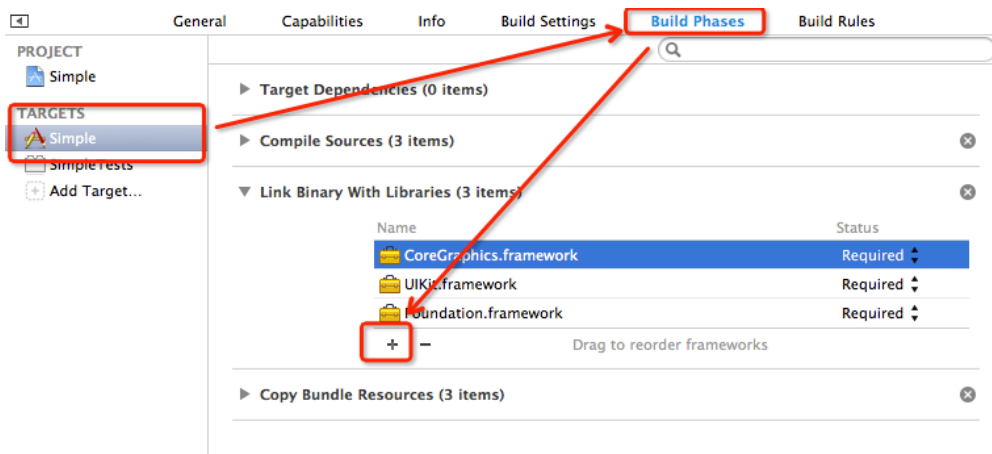 General Capabilities Info Build Settings Build Phases Build Rules
PROJECT
Simple
TARGETS
Simple
SimpleTests
Add Target...
Target Dependencies (0 items)
Compile Sources (3 items)
Link Binary With Libraries (3 items)
Name Status
CoreGraphics.framework Required
UIKit.framework Required
Foundation.framework Required
+ − Drag to reorder frameworks
Copy Bundle Resources (3 items)